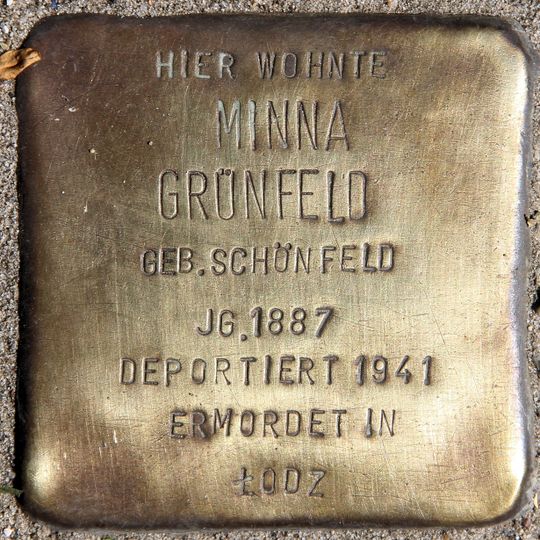 HIER WOHNTE
MINNA
GRÜNFELD
GEB. SCHÖNFELD
JG. 1887
DEPORTIERT 1941
ERMORDET IN
ŁODZ